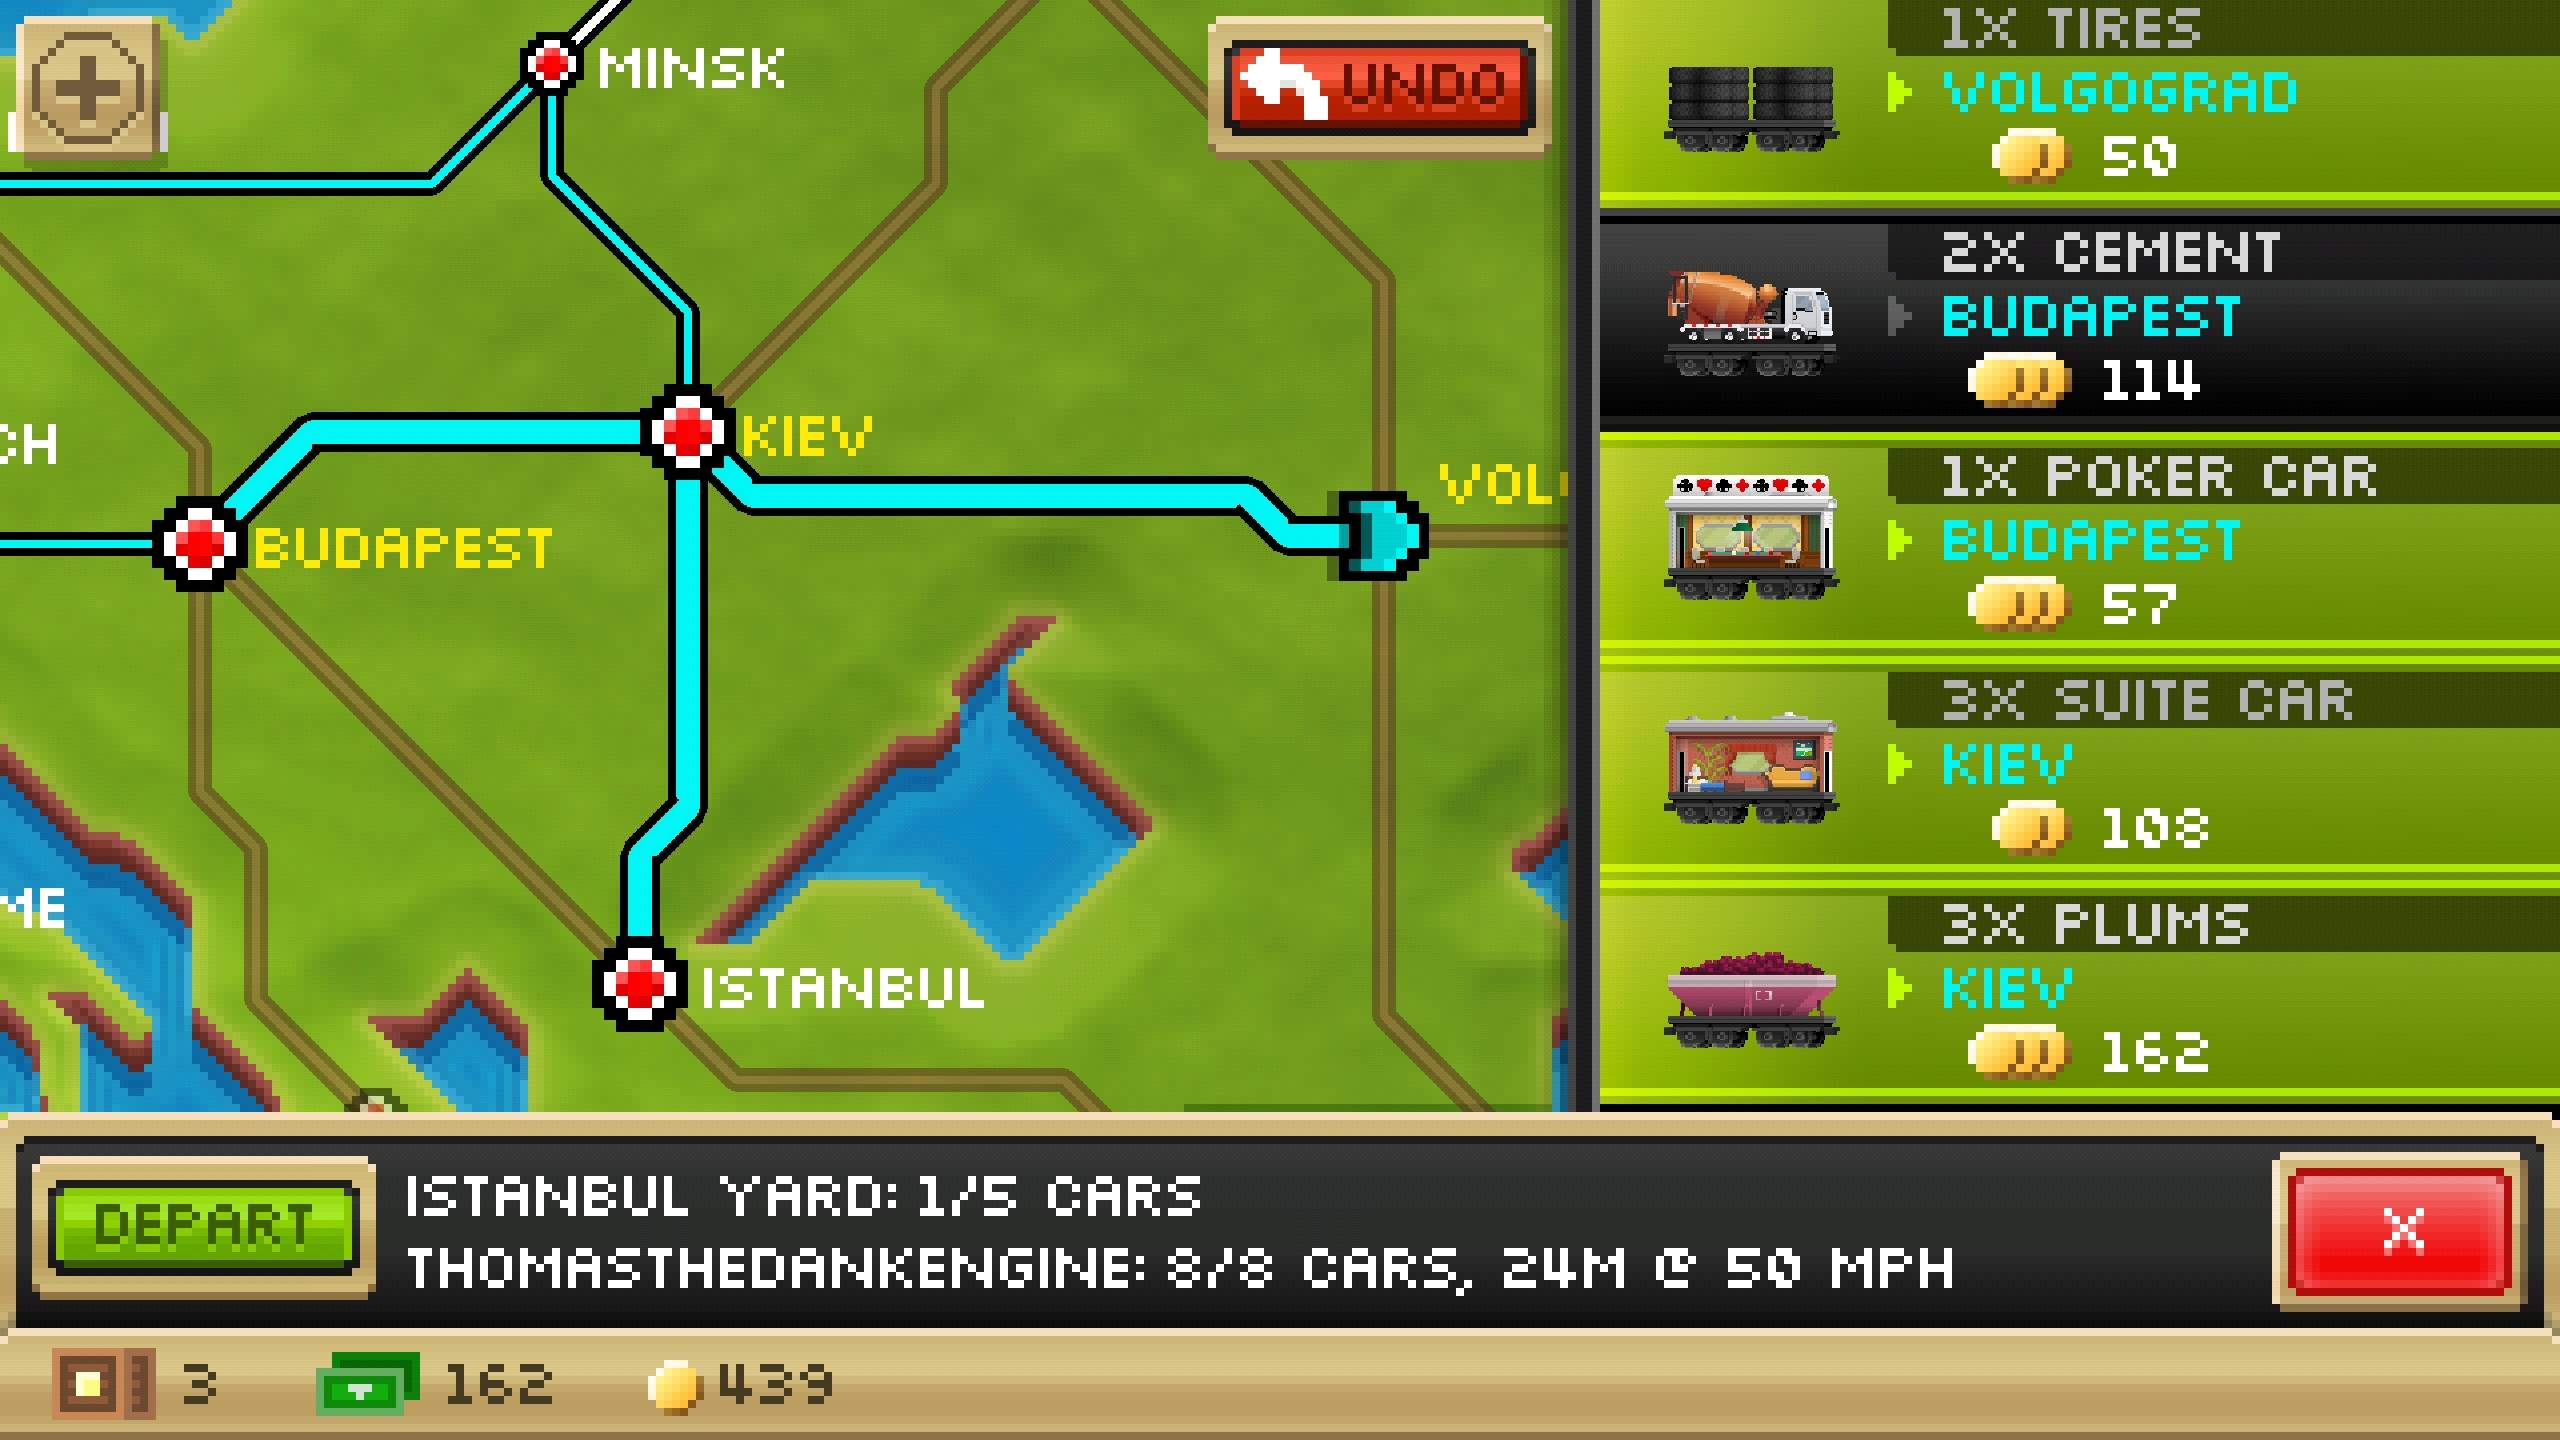 MINSK
UNDO
CH
KIEV
VOL
BUDAPEST
ME
ISTANBUL
1X TIRES
VOLGOGRAD
50
2X CEMENT
BUDAPEST
114
1X POKER CAR
BUDAPEST
57
3X SUITE CAR
KIEV
108
3X PLUMS
KIEV
162
DEPART
ISTANBUL YARD: 1/5 CARS
THOMASTHEDANKENGINE: 8/8 CARS, 24M @ 50 MPH
X
3 162 439